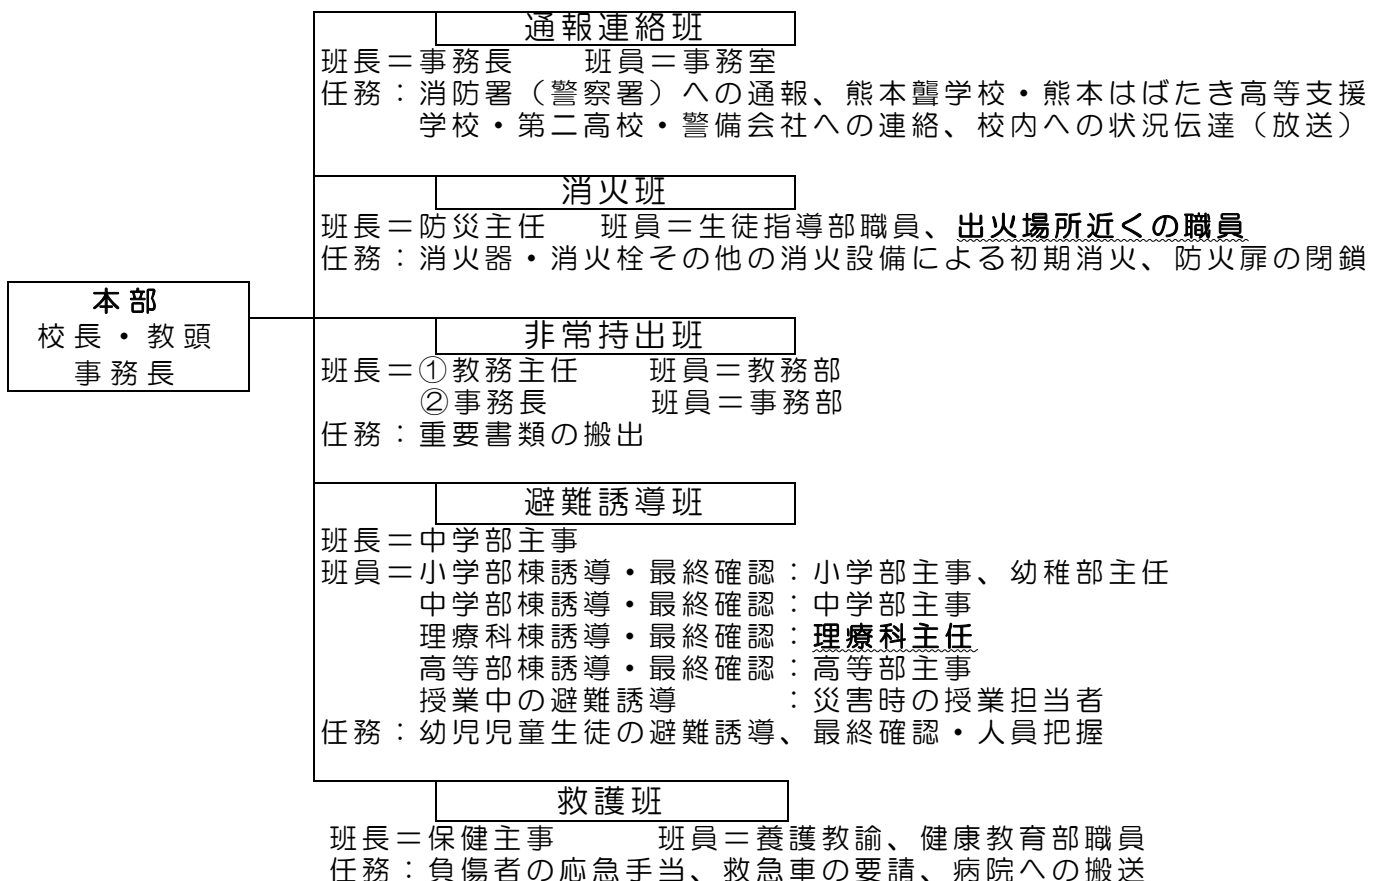 通報連絡班
班長＝事務長　　班員＝事務室
任務：消防署（警察署）への通報、熊本聾学校・熊本はばたき高等支援
学校・第二高校・警備会社への連絡、校内への状況伝達（放送）
消火班
班長＝防災主任　　班員＝生徒指導部職員、出火場所近くの職員
任務：消火器・消火栓その他の消火設備による初期消火、防火扉の閉鎖
本部
校長・教頭
事務長
非常持出班
班長＝①教務主任　　班員＝教務部
②事務長　　　班員＝事務部
任務：重要書類の搬出
避難誘導班
班長＝中学部主事
班員＝小学部棟誘導・最終確認：小学部主事、幼稚部主任
中学部棟誘導・最終確認：中学部主事
理療科棟誘導・最終確認：理療科主任
高等部棟誘導・最終確認：高等部主事
授業中の避難誘導　　　：災害時の授業担当者
任務：幼児児童生徒の避難誘導、最終確認・人員把握
救護班
班長＝保健主事　　　班員＝養護教諭、健康教育部職員
任務：負傷者の応急手当、救急車の要請、病院への搬送